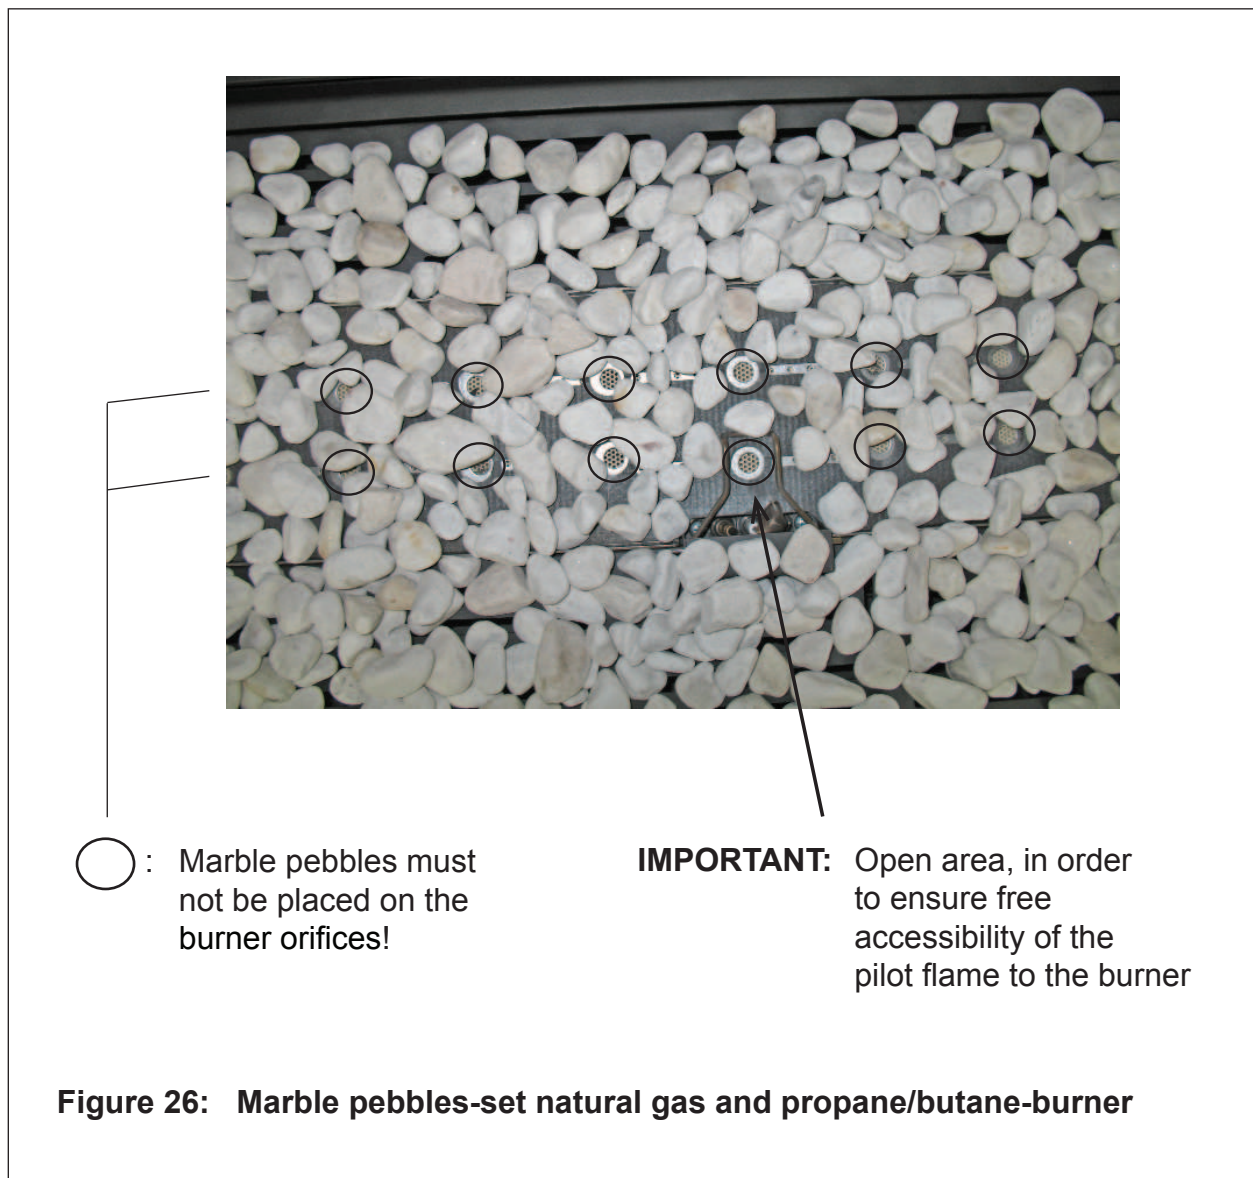 : Marble pebbles must
not be placed on the
burner orifices!
IMPORTANT: Open area, in order
to ensure free
accessibility of the
pilot flame to the burner
Figure 26: Marble pebbles-set natural gas and propane/butane-burner